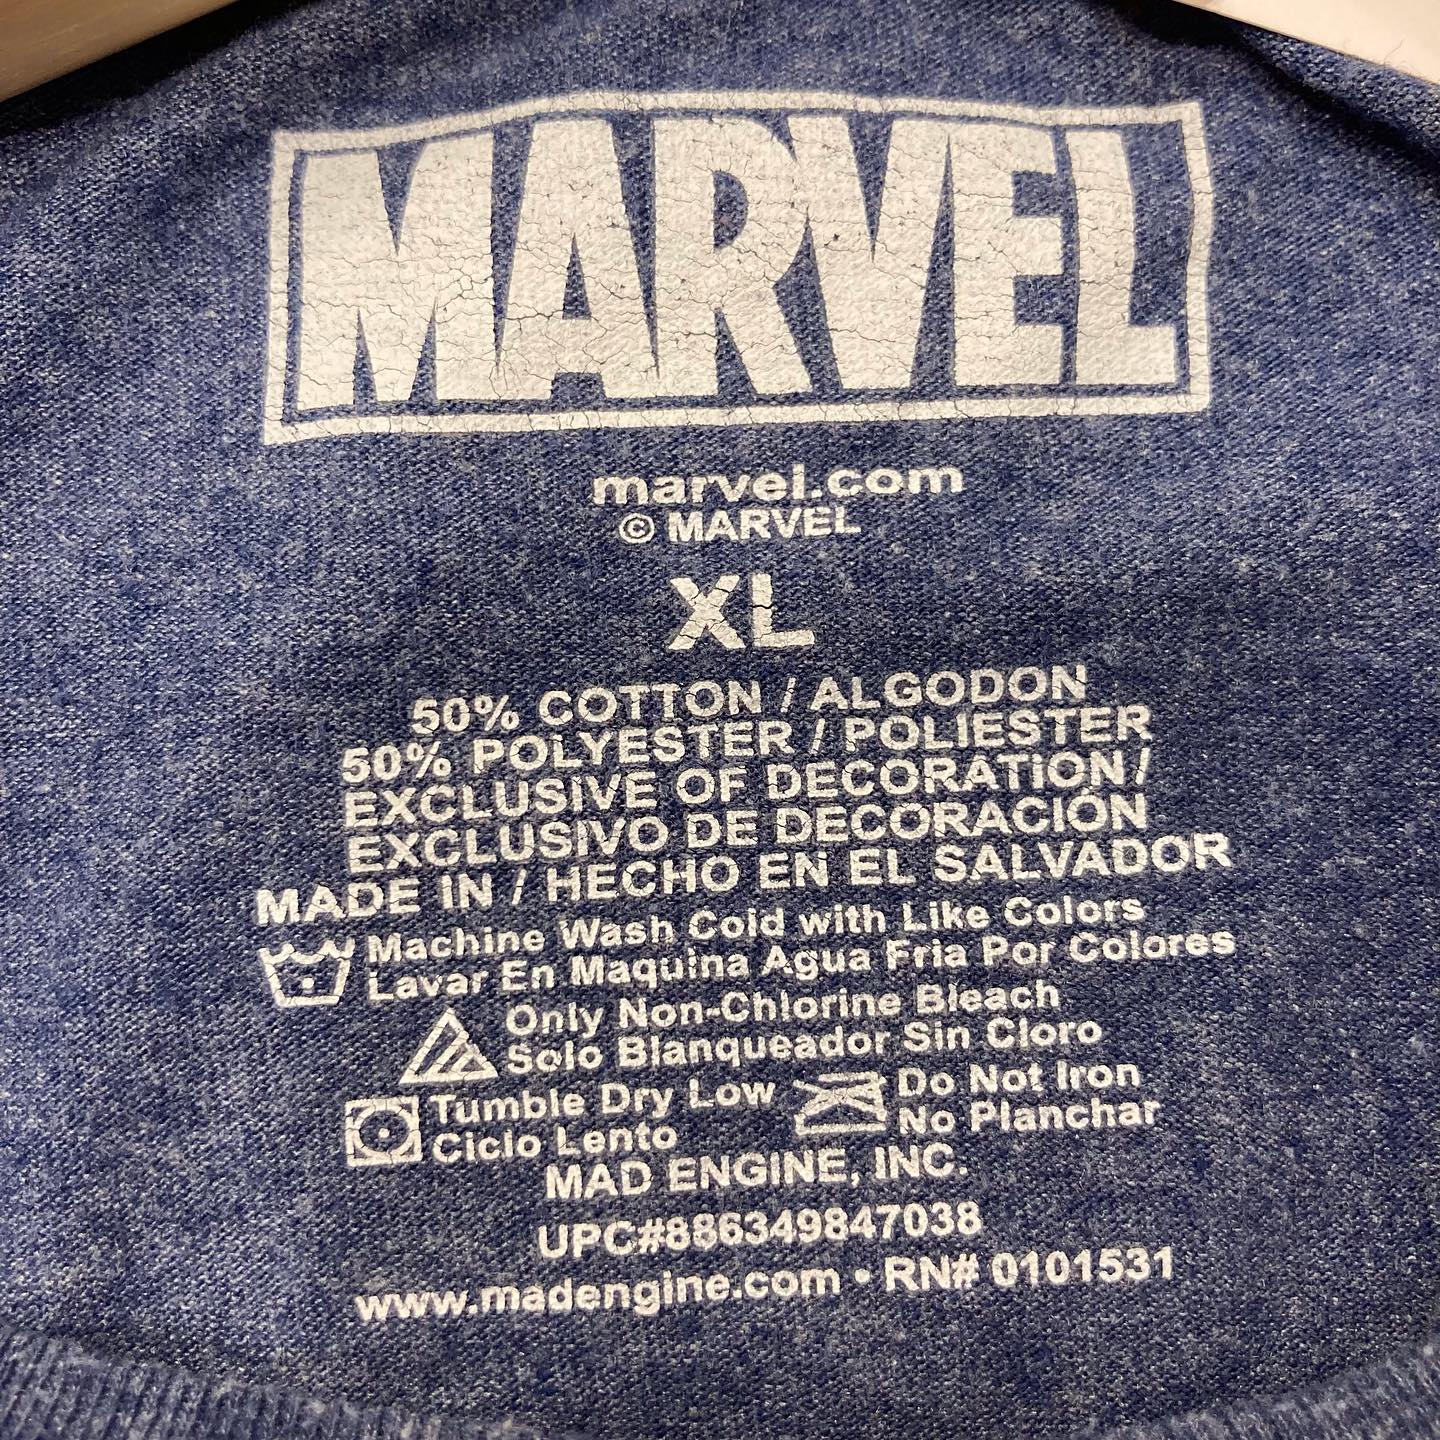 MARVEL
marvel.com
© MARVEL
XL
50% COTTON / ALGODON
50% POLYESTER / POLIESTER
EXCLUSIVE OF DECORATION/
EXCLUSIVO DE DECORACIÓN
MADE IN / HECHO EN EL SALVADOR
Machine Wash Cold with Like Colors
Lavar En Maquina Agua Fria Por Colores
Only Non-Chlorine Bleach
Solo Blanqueador Sin Cloro
Tumble Dry Low
Ciclo Lento
Do Not Iron
No Planchar
MAD ENGINE, INC.
UPC#886349847038
www.madengine.com • RN# 0101531